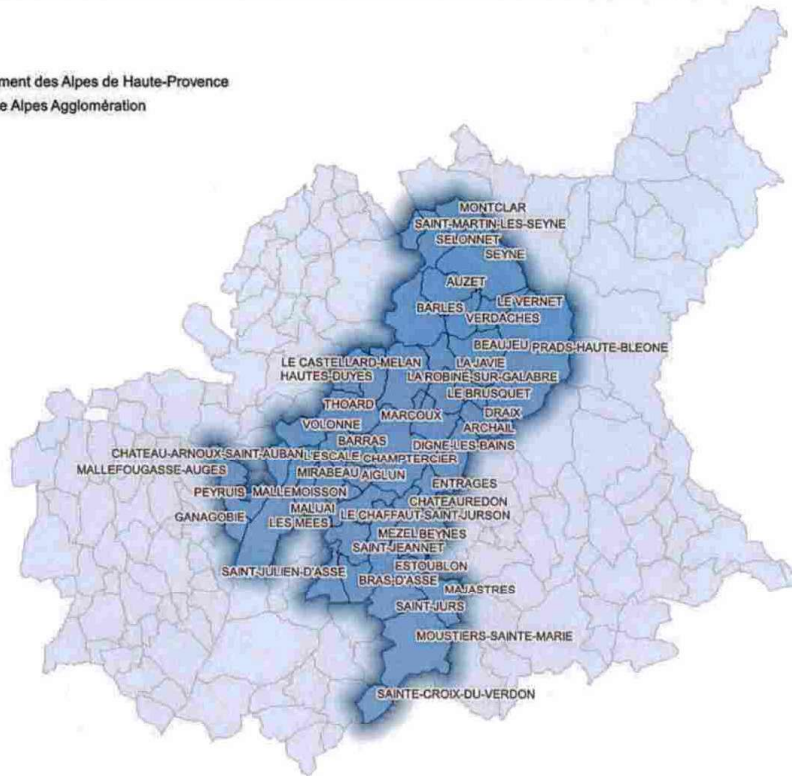 ment des Alpes de Haute-Provence
e Alpes Agglomération
MONTCLAR
SAINT-MARTIN-LES-SEYNE
SELONNET
SEYNE
AUZET
BARLES
LE VERNET
VERDACHES
BEAUJEU
PRADS-HAUTE-BLEONE
LE CASTELLARD-MELAN
LA JAVIE
HAUTES-DUYES
LA ROBINE-SUR-GALABRE
LE BRUSQUET
THOARD
MARCOUX
DRAIX
VOLONNE
ARCHAIL
BARRAS
DIGNE-LES-BAINS
CHATEAU-ARNOUX-SAINT-AUBAN
L'ESCALE
CHAMPTERCIER
MALLEFOUGASSE-AUGES
MIRABEAU
AIGLUN
ENTRAGES
PEYRUIS
MALLEMOISSON
CHATEAUREDON
GANAGOBIE
MALIJAI
LE CHAFFAUT-SAINT-JURSON
LES MEES
MEZEL
BEYNES
SAINT-JEANNET
ESTOUBLON
SAINT-JULIEN-D'ASSE
BRAS-D'ASSE
MAJASTRES
SAINT-JURS
MOUSTIERS-SAINTE-MARIE
SAINTE-CROIX-DU-VERDON